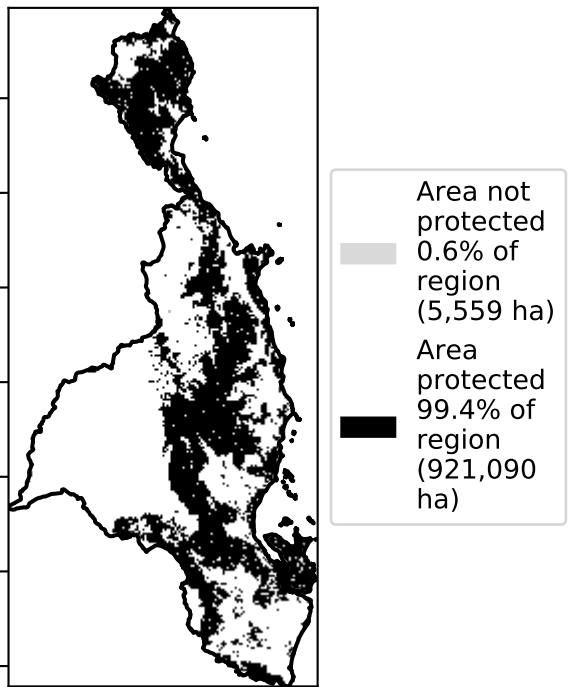 Area not
protected
0.6% of
region
(5,559 ha)
Area
protected
99.4% of
region
(921,090
ha)